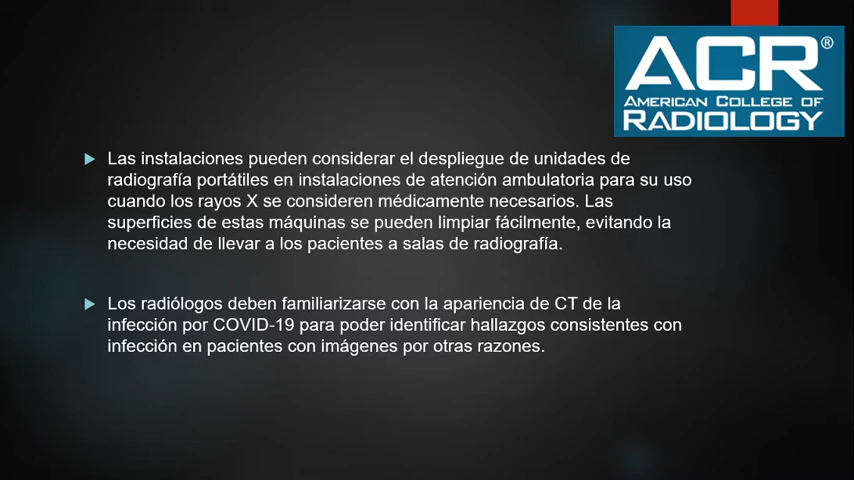 ACR®
AMERICAN COLLEGE OF
RADIOLOGY
Las instalaciones pueden considerar el despliegue de unidades de
radiografía portátiles en instalaciones de atención ambulatoria para su uso
cuando los rayos X se consideren médicamente necesarios. Las
superficies de estas máquinas se pueden limpiar fácilmente, evitando la
necesidad de llevar a los pacientes a salas de radiografía.
Los radiólogos deben familiarizarse con la apariencia de CT de la
infección por COVID-19 para poder identificar hallazgos consistentes con
infección en pacientes con imágenes por otras razones.